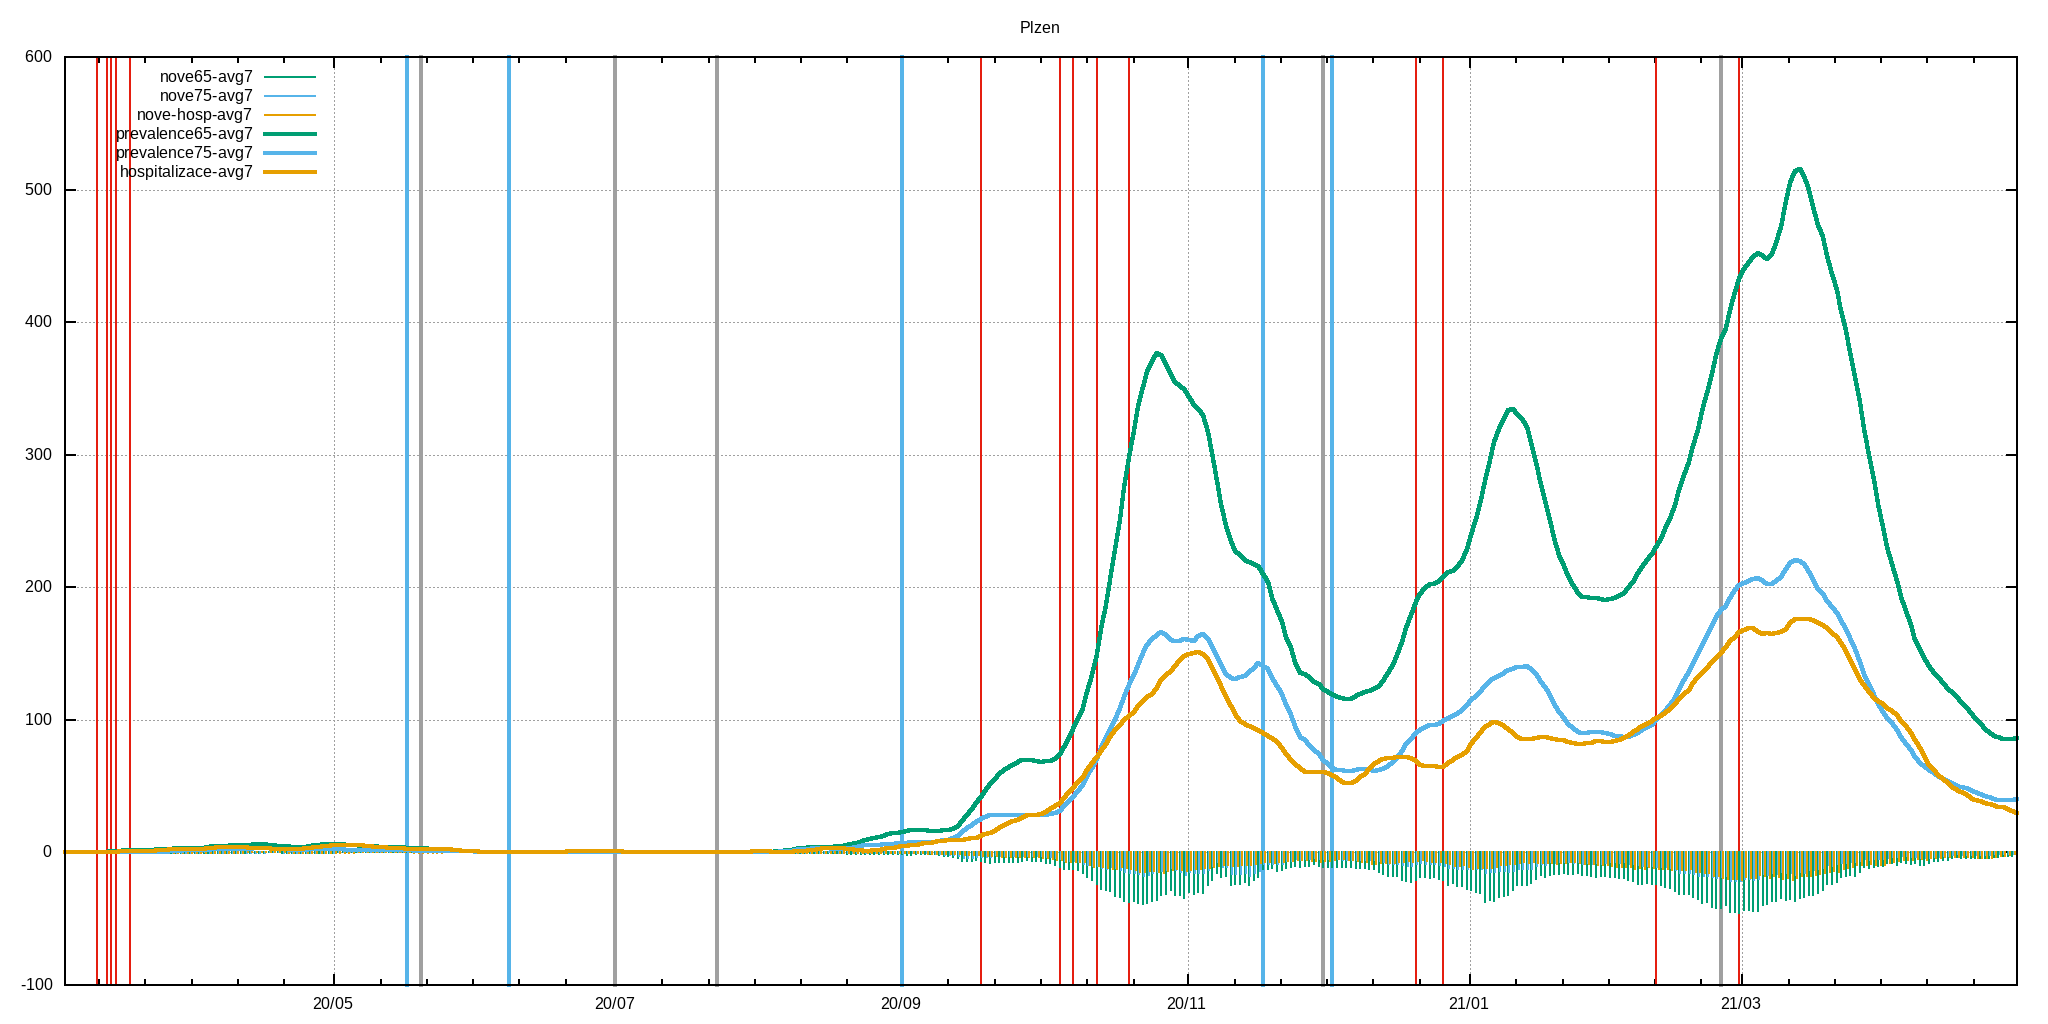 Plzen
600
500
400
300
200
100
0
-100
nove65-avg7
nove75-avg7
nove-hosp-avg7
prevalence65-avg7
prevalence75-avg7
hospitalizace-avg7
20/05
20/07
20/09
20/11
21/01
21/03